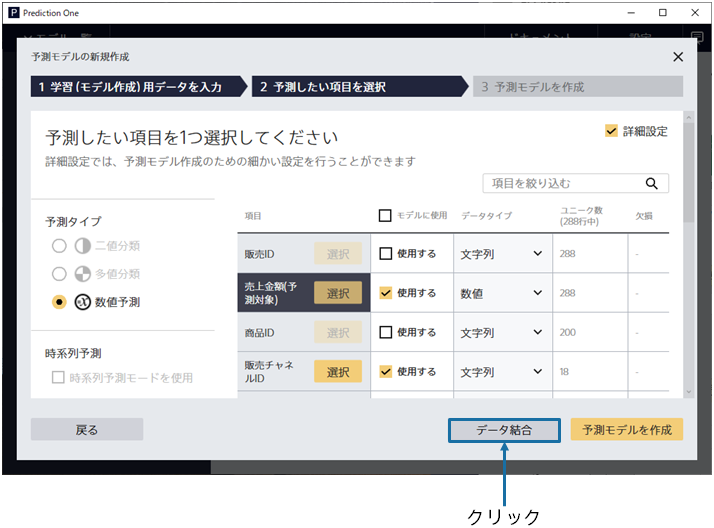 P Prediction One
予測モデルの新規作成
1 学習 (モデル作成) 用データを入力
2 予測したい項目を選択
3 予測モデルを作成
予測したい項目を1つ選択してください
詳細設定
詳細設定では、予測モデル作成のための細かい設定を行うことができます
項目を絞り込む
予測タイプ
二値分類
多値分類
数値予測
時系列予測
時系列予測モードを使用
項目 モデルに使用 データタイプ ユニーク数
(288行中) 欠損
販売ID 選択 使用する 文字列 288 -
売上金額(予
測対象) 選択 使用する 数値 288 -
商品ID 選択 使用する 文字列 200 -
販売チャネ
ルID 選択 使用する 文字列 18 -
戻る
データ結合
予測モデルを作成
クリック